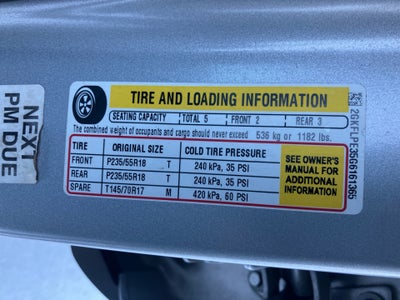 NEXT
PM DUE
TIRE AND LOADING INFORMATION
SEATING CAPACITY TOTAL 5 FRONT 2 REAR 3
The combined weight of occupants and cargo should never exceed 536 kg or 1182 lbs.
TIRE ORIGINAL SIZE COLD TIRE PRESSURE
FRONT P235/55R18 T 240 kPa, 35 PSI
REAR P235/55R18 T 240 kPa, 35 PSI
SPARE T145/70R17 M 420 kPa, 60 PSI
SEE OWNER'S
MANUAL FOR
ADDITIONAL
INFORMATION
2GKFLPE35G6161365